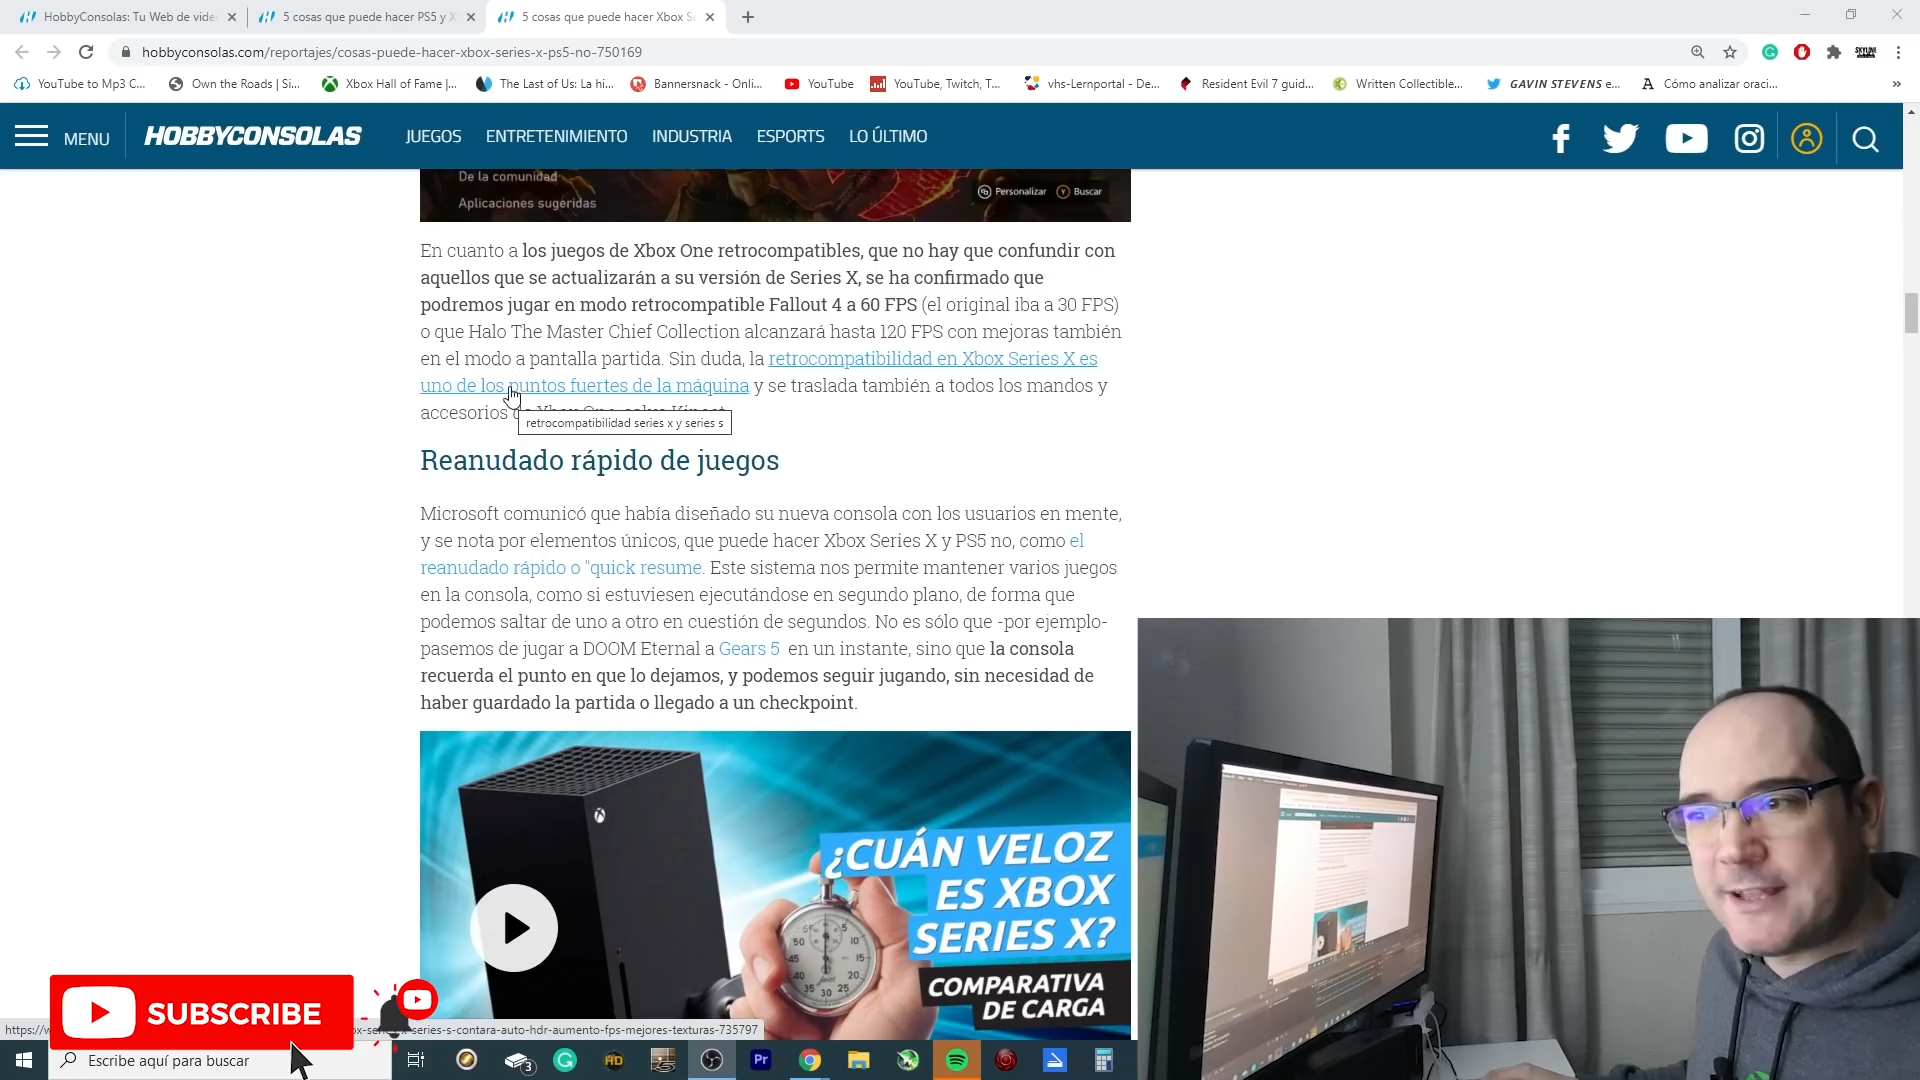 HobbyConsolas: Tu Web de vide
5 cosas que puede hacer PS5 y X
5 cosas que puede hacer Xbox Se
hobbyconsolas.com/reportajes/cosas-puede-hacer-xbox-series-x-ps5-no-750169
YouTube to Mp3 C...
Own the Roads | Si...
Xbox Hall of Fame |...
The Last of Us: La hi...
Bannersnack - Onli...
YouTube
YouTube, Twitch, T...
vhs-Lernportal - De...
Resident Evil 7 guid...
Written Collectible...
GAVIN STEVENS e...
Cómo analizar oraci...
MENU
HOBBYCONSOLAS
JUEGOS
ENTRETENIMIENTO
INDUSTRIA
ESPORTS
LO ÚLTIMO
De la comunidad
Aplicaciones sugeridas
Personalizar
Y Buscar
En cuanto a los juegos de Xbox One retrocompatibles, que no hay que confundir con
aquellos que se actualizarán a su versión de Series X, se ha confirmado que
podremos jugar en modo retrocompatible Fallout 4 a 60 FPS (el original iba a 30 FPS)
o que Halo The Master Chief Collection alcanzará hasta 120 FPS con mejoras también
en el modo a pantalla partida. Sin duda, la retrocompatibilidad en Xbox Series X es
uno de los puntos fuertes de la máquina y se traslada también a todos los mandos y
accesorios de Xbox One, salvo Kinect.
retrocompatibilidad series x y series s
Reanudado rápido de juegos
Microsoft comunicó que había diseñado su nueva consola con los usuarios en mente,
y se nota por elementos únicos, que puede hacer Xbox Series X y PS5 no, como el
reanudado rápido o "quick resume. Este sistema nos permite mantener varios juegos
en la consola, como si estuviesen ejecutándose en segundo plano, de forma que
podemos saltar de uno a otro en cuestión de segundos. No es sólo que -por ejemplo-
pasemos de jugar a DOOM Eternal a Gears 5 en un instante, sino que la consola
recuerda el punto en que lo dejamos, y podemos seguir jugando, sin necesidad de
haber guardado la partida o llegado a un checkpoint.
¿CUÁN VELOZ
ES XBOX
SERIES X?
COMPARATIVA
DE CARGA
SUBSCRIBE
-series-s-contara-auto-hdr-aumento-fps-mejores-texturas-735797
Escribe aquí para buscar
3
HD
Pr